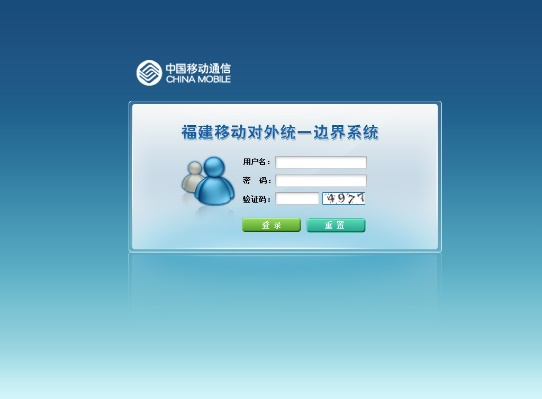 中国移动通信
CHINA MOBILE
福建移动对外统一边界系统
用户名：
密 码：
验证码： 4977
登 录 重 置